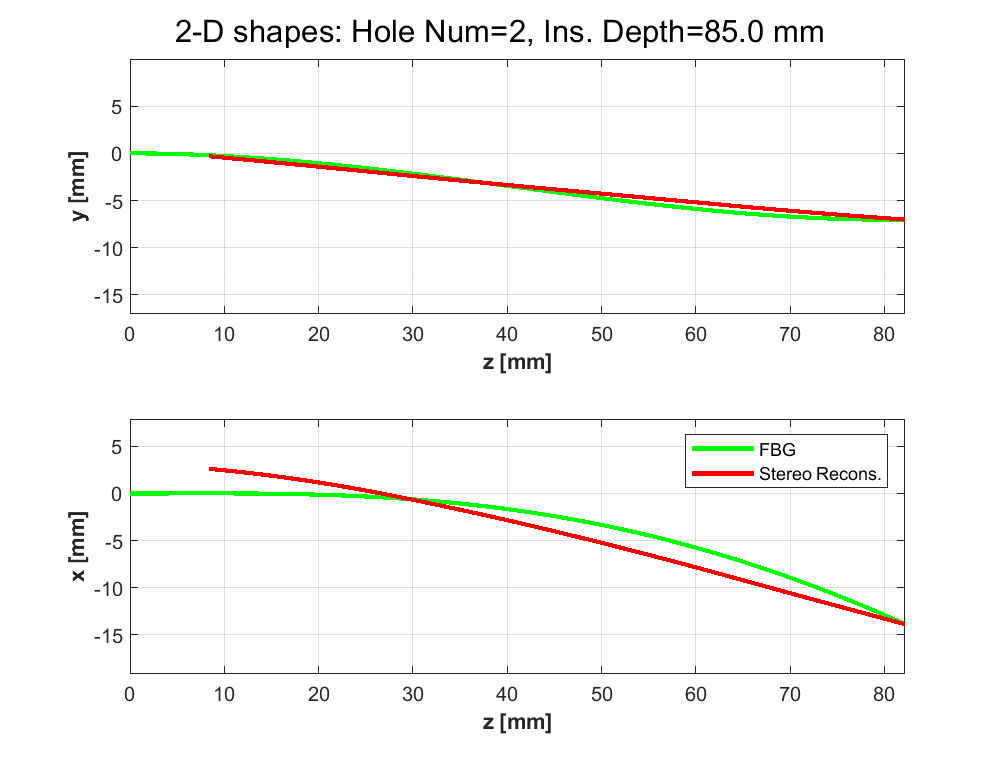 2-D shapes: Hole Num=2, Ins. Depth=85.0 mm
5
0
-5
-10
-15
y [mm]
0 10 20 30 40 50 60 70 80
z [mm]
5
0
-5
-10
-15
x [mm]
FBG
Stereo Recons.
0 10 20 30 40 50 60 70 80
z [mm]